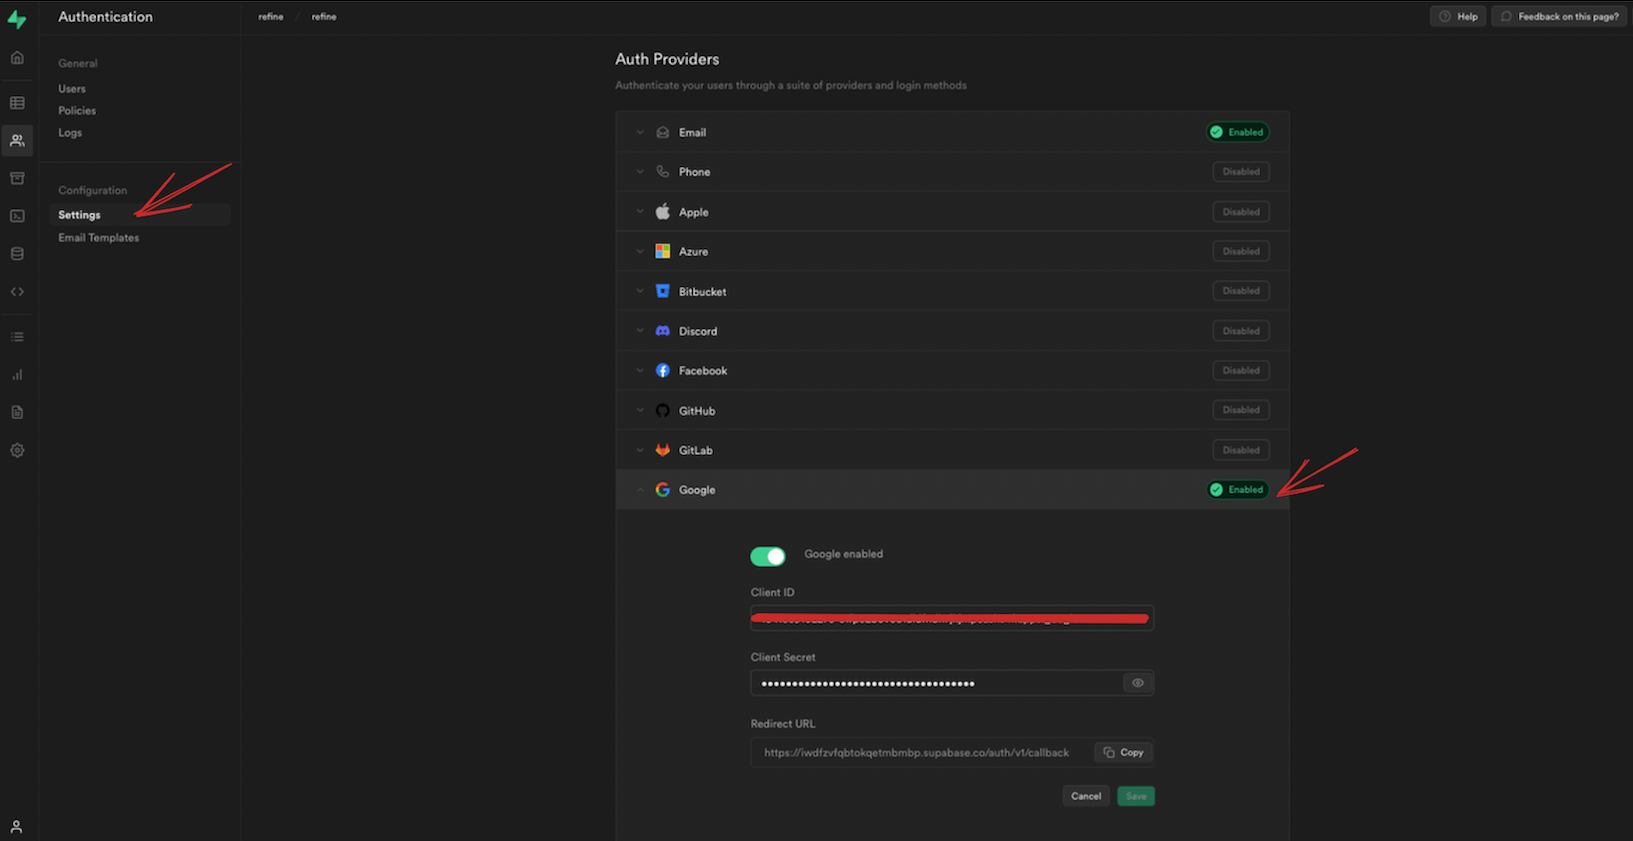 Authentication
refine / refine
Help
Feedback on this page?
General
Users
Policies
Logs
Configuration
Settings
Email Templates
Auth Providers
Authenticate your users through a suite of providers and login methods
Email
Enabled
Phone
Disabled
Apple
Disabled
Azure
Disabled
Bitbucket
Disabled
Discord
Disabled
Facebook
Disabled
GitHub
Disabled
GitLab
Disabled
Google
Enabled
Google enabled
Client ID
Client Secret
•••••••••••••••••••••••••••••••••••
Redirect URL
https://iwdfzvfqbtokqetmbmbp.supabase.co/auth/v1/callback
Copy
Cancel
Save